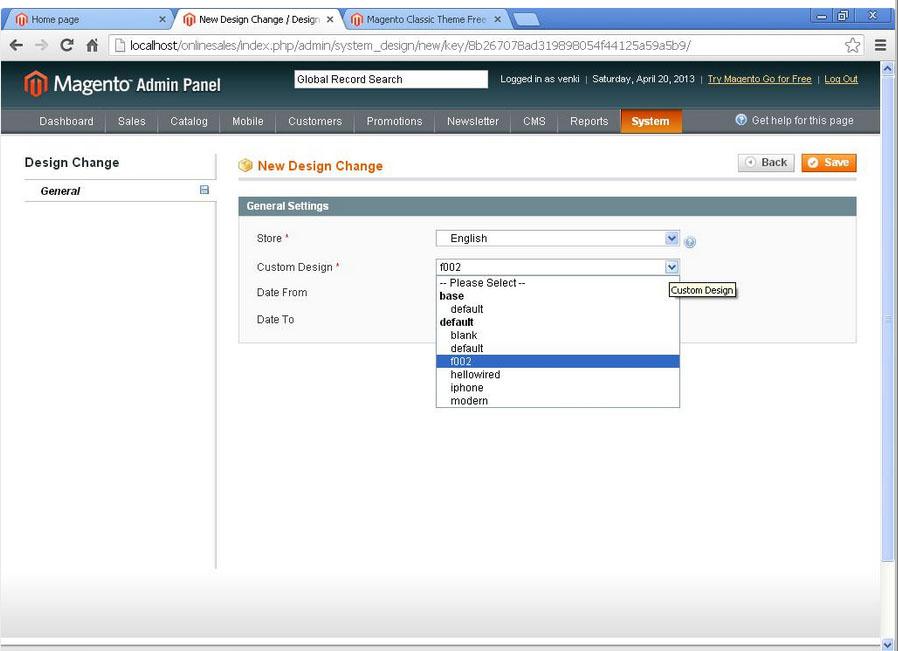 Home page
New Design Change / Design
Magento Classic Theme Free
localhost/onlinesales/index.php/admin/system_design/new/key/8b267078ad319898054f44125a59a5b9/
Magento Admin Panel
Global Record Search
Logged in as venki | Saturday, April 20, 2013 | Try Magento Go for Free | Log Out
Dashboard Sales Catalog Mobile Customers Promotions Newsletter CMS Reports System Get help for this page
Design Change
General
New Design Change
Back Save
General Settings
Store * English
Custom Design * f002
-- Please Select --
Custom Design
Date From
base
default
Date To
default
blank
default
f002
hellowired
iphone
modern